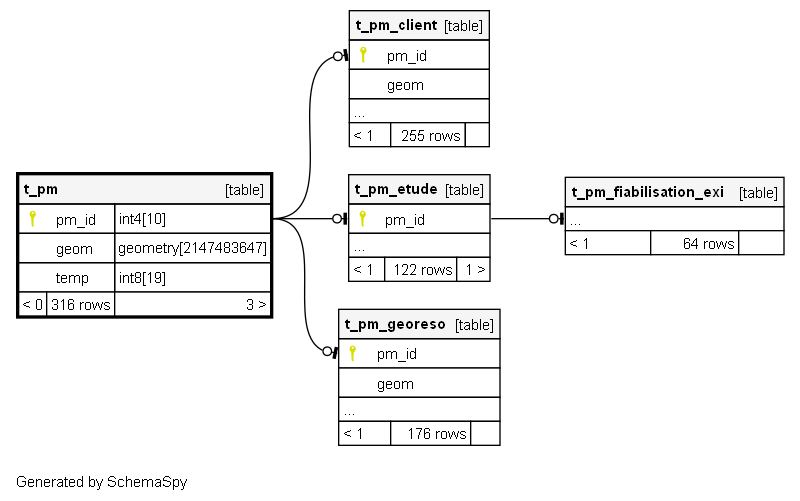 t_pm_client [table]
pm_id
geom
...
< 1 255 rows
t_pm [table]
pm_id int4[10]
geom geometry[2147483647]
temp int8[19]
< 0 316 rows 3 >
t_pm_etude [table]
pm_id
...
< 1 122 rows 1 >
t_pm_fiabilisation_exi [table]
...
< 1 64 rows
t_pm_georeso [table]
pm_id
geom
...
< 1 176 rows
Generated by SchemaSpy